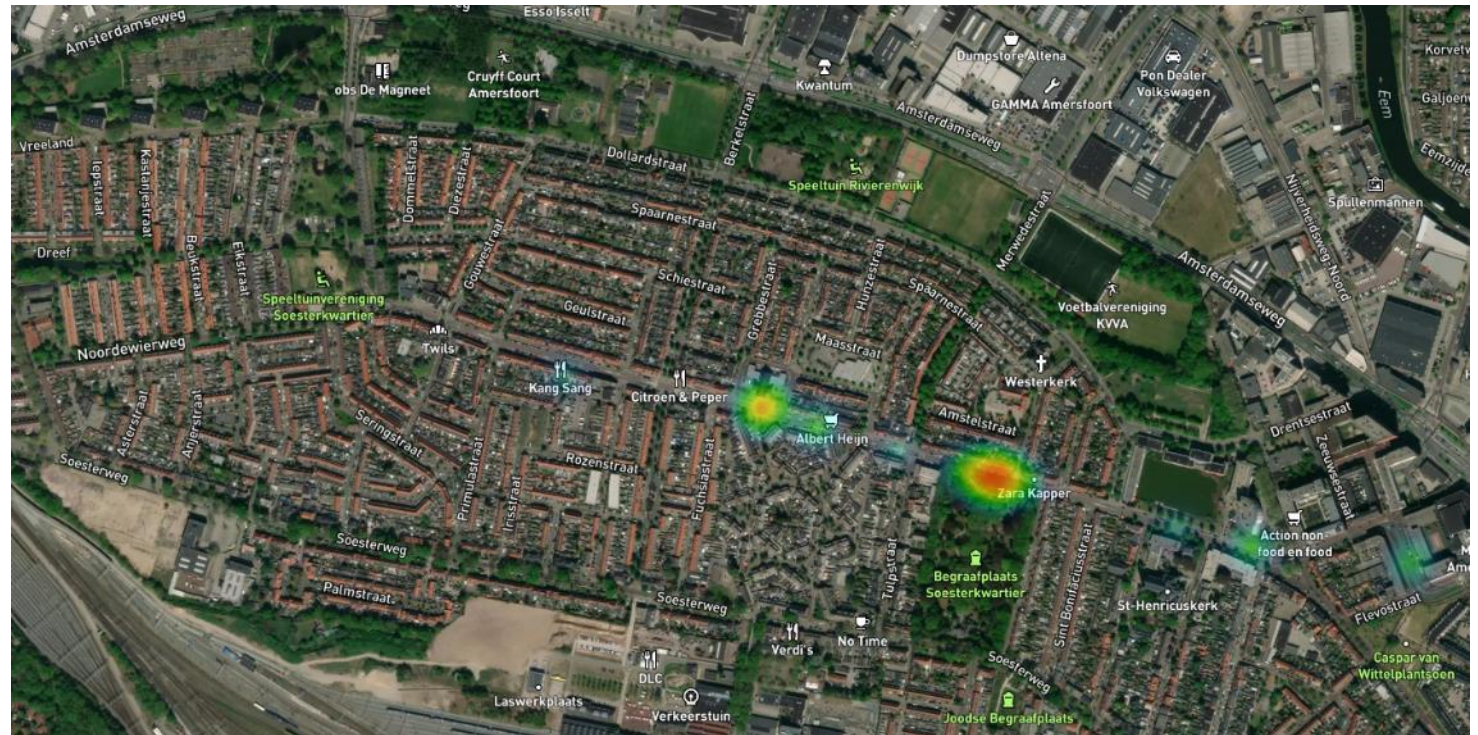 Amsterdamseweg
Esso Isselt
obs De Magneet
Cruyff Court
Amersfoort
Kwantum
Dumpstore Altena
GAMMA Amersfoort
Pon Dealer
Volkswagen
Eem
Galjoenw
Eemzijde
Vreeland
Iepstraat
Kastanjestraat
Beukstraat
Elkstraat
Dreef
Dommelstraat
Diezestraat
Gouwestraat
Dollardstraat
Berkelstraat
Speeltuin Rivierenwijk
Amsterdamseweg
Nijverheidsweg-Noord
Spullenmannen
Merwedestraat
Amsterdamseweg
Spaarnestraat
Schiestraat
Grebbestraat
Hunzestraat
Spaarnestraat
Voetbalvereniging
KVVA
Speeltuinvereniging
Soesterkwartier
Geulstraat
Maasstraat
Noordewierweg
Twils
Kang Sang
Citroen & Peper
Westerkerk
Albert Heijn
Amstelstraat
Drentsestraat
Zeeuwsestraat
Asterstraat
Anjerstraat
Seringstraat
Primulastraat
Irisstraat
Rozenstraat
Fuchsiastraat
Zara Kapper
Soesterweg
Soesterweg
Action non-
food en food
Begraafplaats
Soesterkwartier
Tulpstraat
Sint Bonifaciusstraat
St-Henricuskerk
Flevostraat
Palmstraat
Soesterweg
Verdi's
No Time
Soesterweg
Caspar van
Wittelplantsoen
DLC
Laswerkplaats
Verkeerstuin
Joodse Begraafplaats